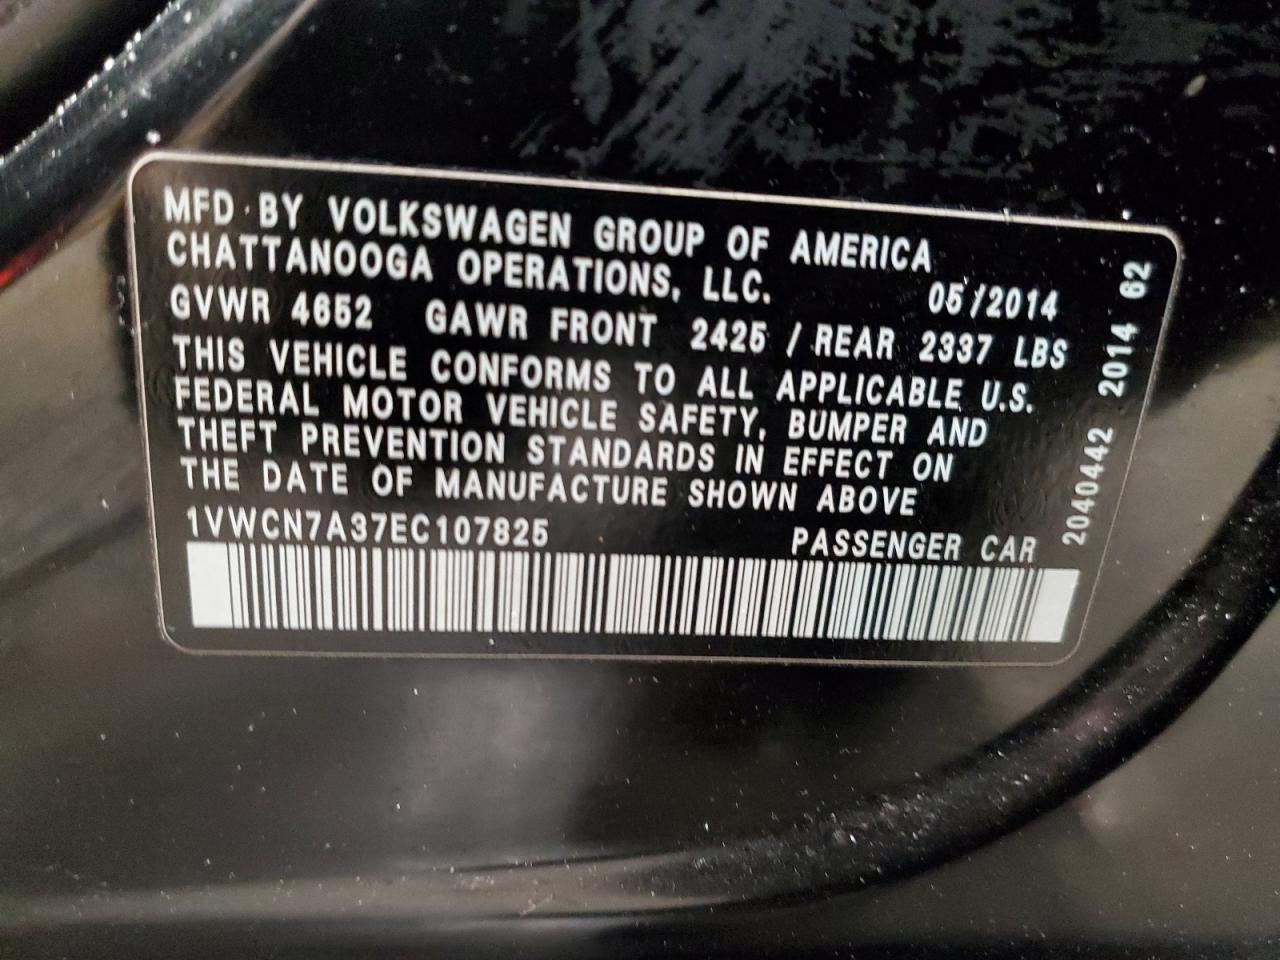 MFD BY VOLKSWAGEN GROUP OF AMERICA
CHATTANOOGA OPERATIONS, LLC.
05/2014
GVWR 4652 GAWR FRONT 2425 / REAR 2337 LBS
THIS VEHICLE CONFORMS TO ALL APPLICABLE U.S.
FEDERAL MOTOR VEHICLE SAFETY, BUMPER AND
THEFT PREVENTION STANDARDS IN EFFECT ON
THE DATE OF MANUFACTURE SHOWN ABOVE
1VWCN7A37EC107825 PASSENGER CAR
2040442 2014 62